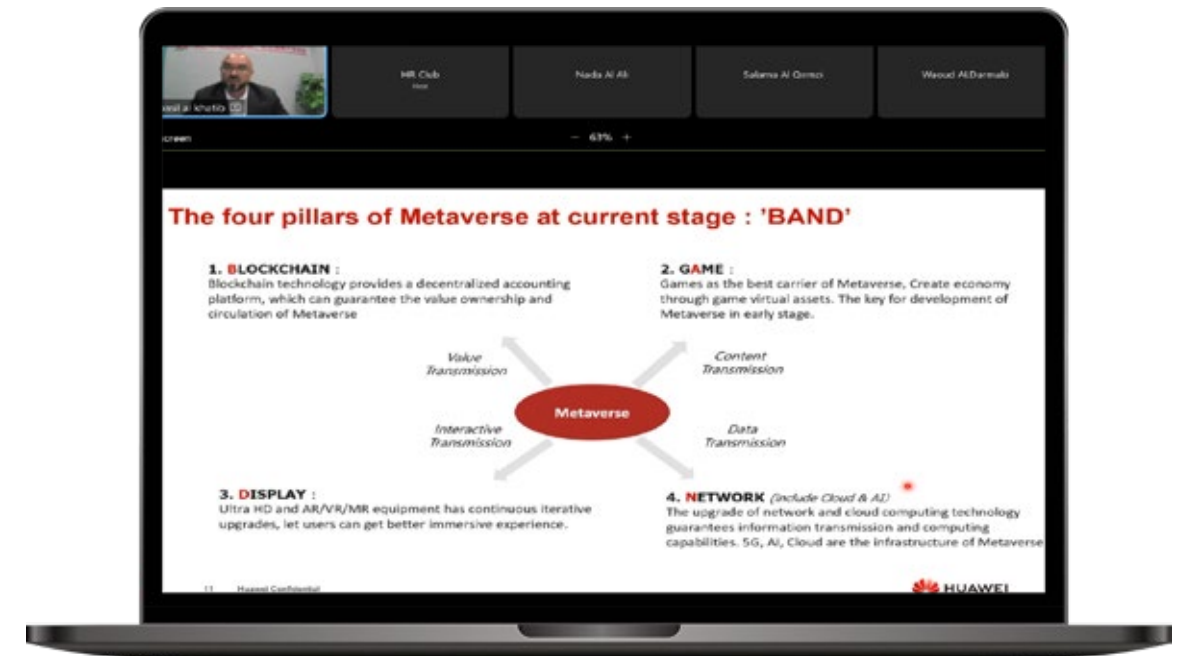 asil al khatib
HR Club
Host
Nada Al Ali
Salama Al Qemzi
Waoud AlDarmaki
screen
− 63% +
The four pillars of Metaverse at current stage : ’BAND’
1. BLOCKCHAIN :
Blockchain technology provides a decentralized accounting
platform, which can guarantee the value ownership and
circulation of Metaverse
2. GAME :
Games as the best carrier of Metaverse, Create economy
through game virtual assets. The key for development of
Metaverse in early stage.
Value
Transmission
Content
Transmission
Metaverse
Interactive
Transmission
Data
Transmission
3. DISPLAY :
Ultra HD and AR/VR/MR equipment has continuous iterative
upgrades, let users can get better immersive experience.
4. NETWORK (include Cloud & AI)
The upgrade of network and cloud computing technology
guarantees information transmission and computing
capabilities. 5G, AI, Cloud are the infrastructure of Metaverse
11 Huawei Confidential
HUAWEI